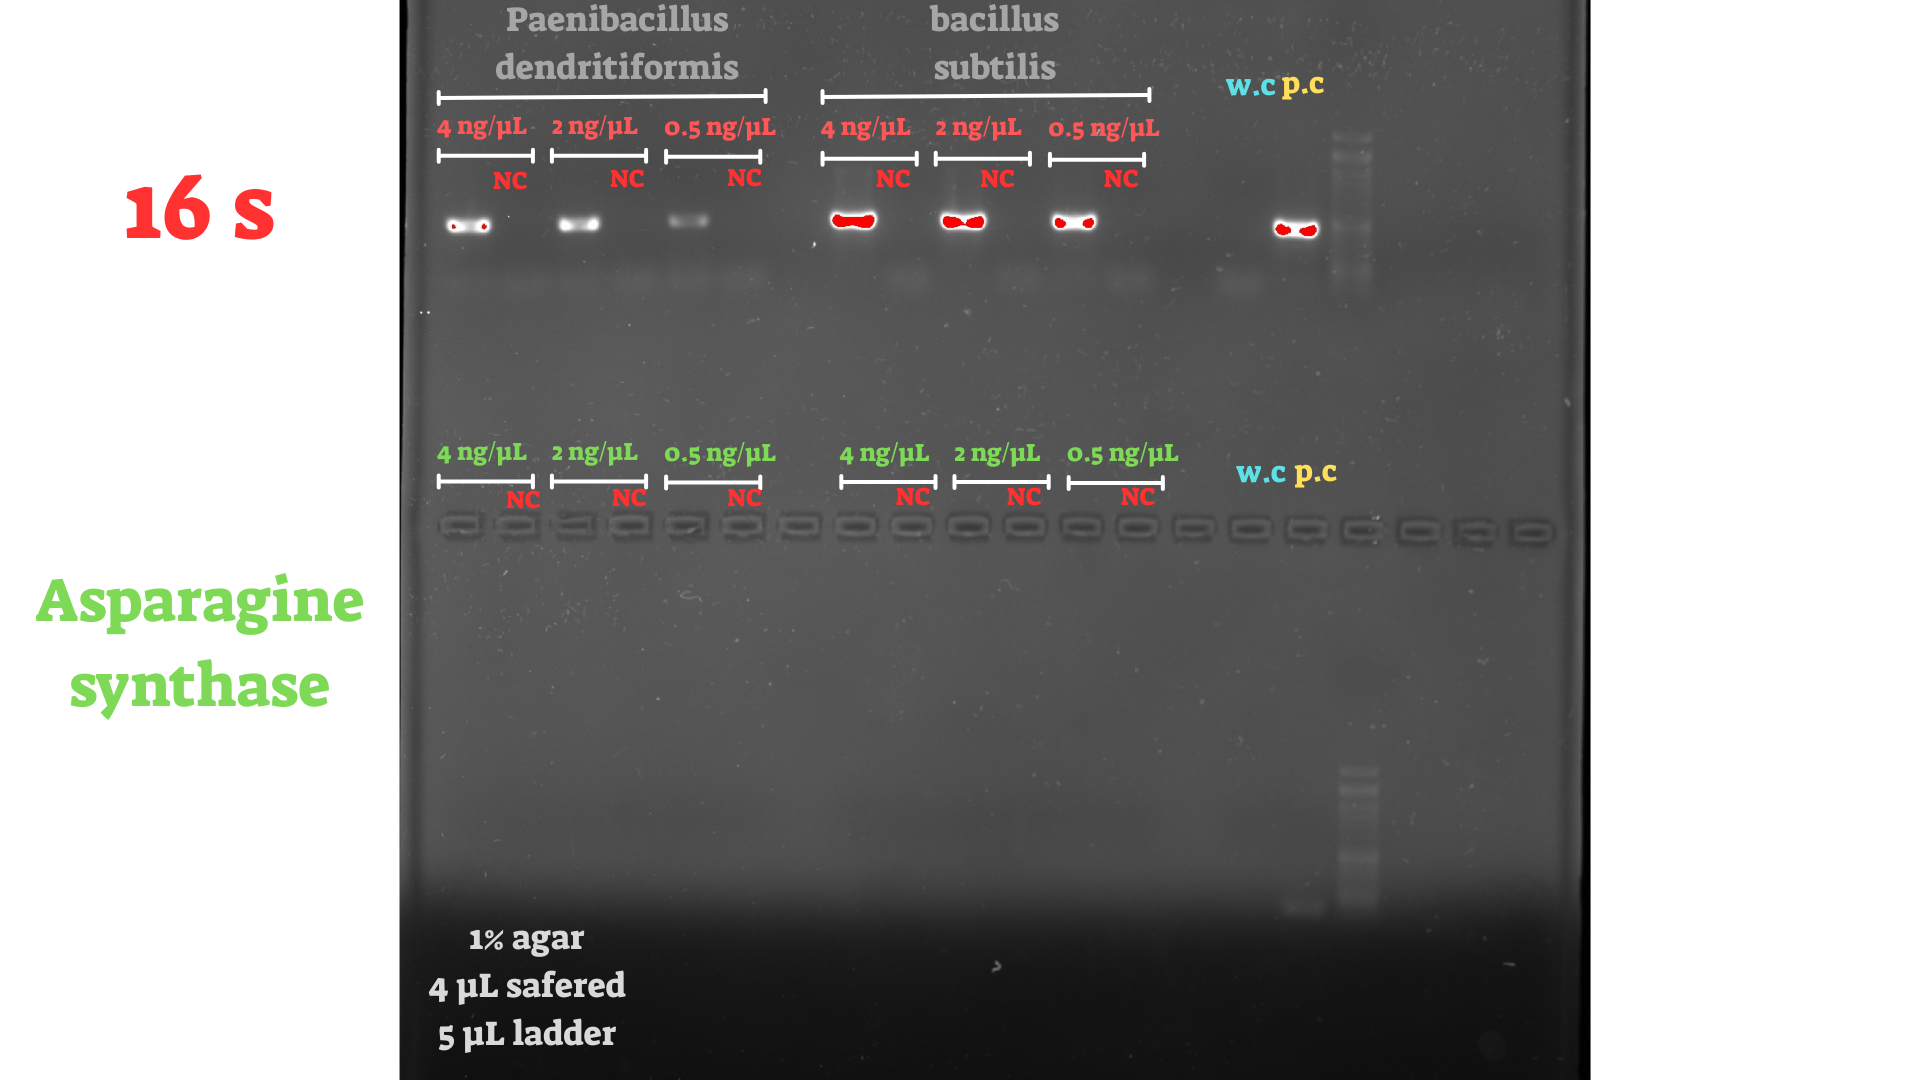 Paenibacillus
dendritiformis
bacillus
subtilis
w.c p.c
4 ng/µL 2 ng/µL 0.5 ng/µL 4 ng/µL 2 ng/µL 0.5 ng/µL
NC NC NC NC NC NC
16 s
4 ng/µL 2 ng/µL 0.5 ng/µL 4 ng/µL 2 ng/µL 0.5 ng/µL w.c p.c
NC NC NC NC NC NC
Asparagine
synthase
1% agar
4 µL safered
5 µL ladder